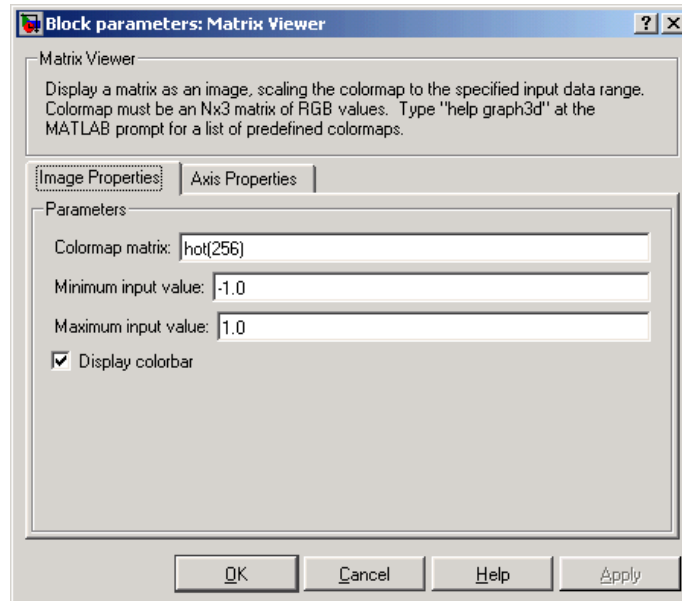 Block parameters: Matrix Viewer
Matrix Viewer
Display a matrix as an image, scaling the colormap to the specified input data range.
Colormap must be an Nx3 matrix of RGB values. Type "help graph3d" at the
MATLAB prompt for a list of predefined colormaps.
Image Properties Axis Properties
Parameters
Colormap matrix: hot(256)
Minimum input value: -1.0
Maximum input value: 1.0
Display colorbar
OK Cancel Help Apply